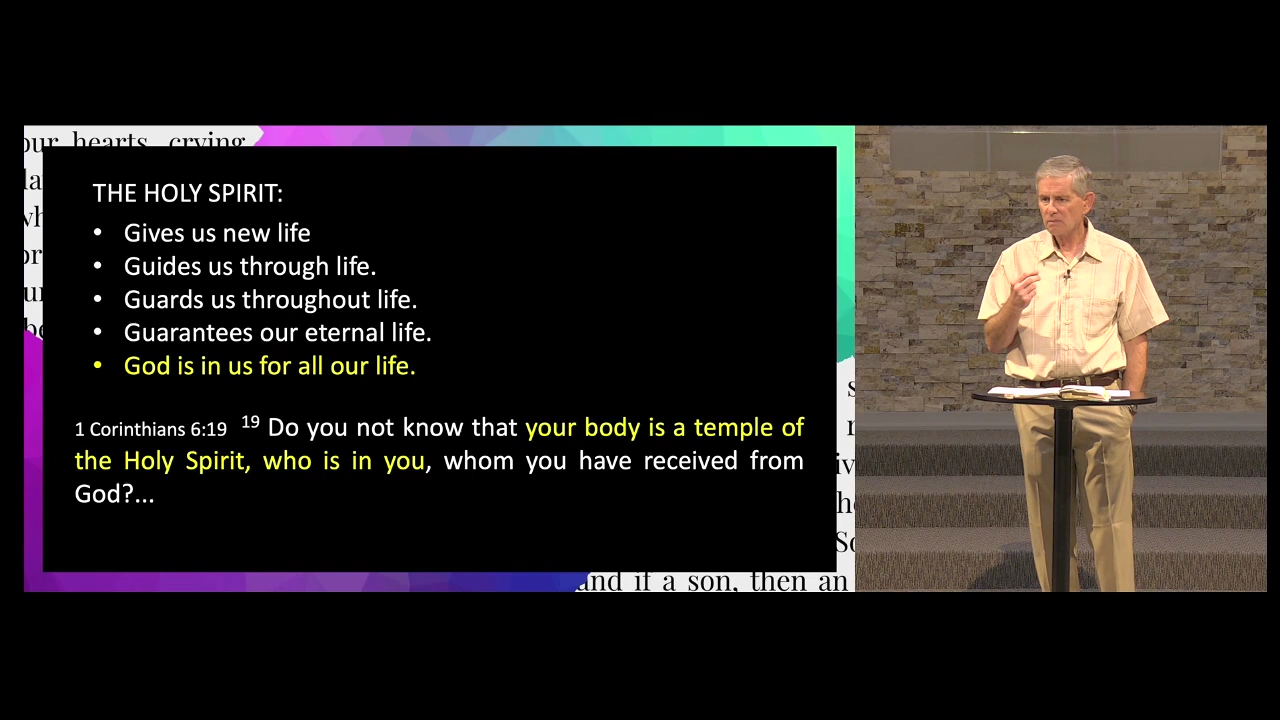 our hearts, crying
THE HOLY SPIRIT:
• Gives us new life
• Guides us through life.
• Guards us throughout life.
• Guarantees our eternal life.
• God is in us for all our life.
1 Corinthians 6:19 19 Do you not know that your body is a temple of
the Holy Spirit, who is in you, whom you have received from
God?...
and if a son, then an